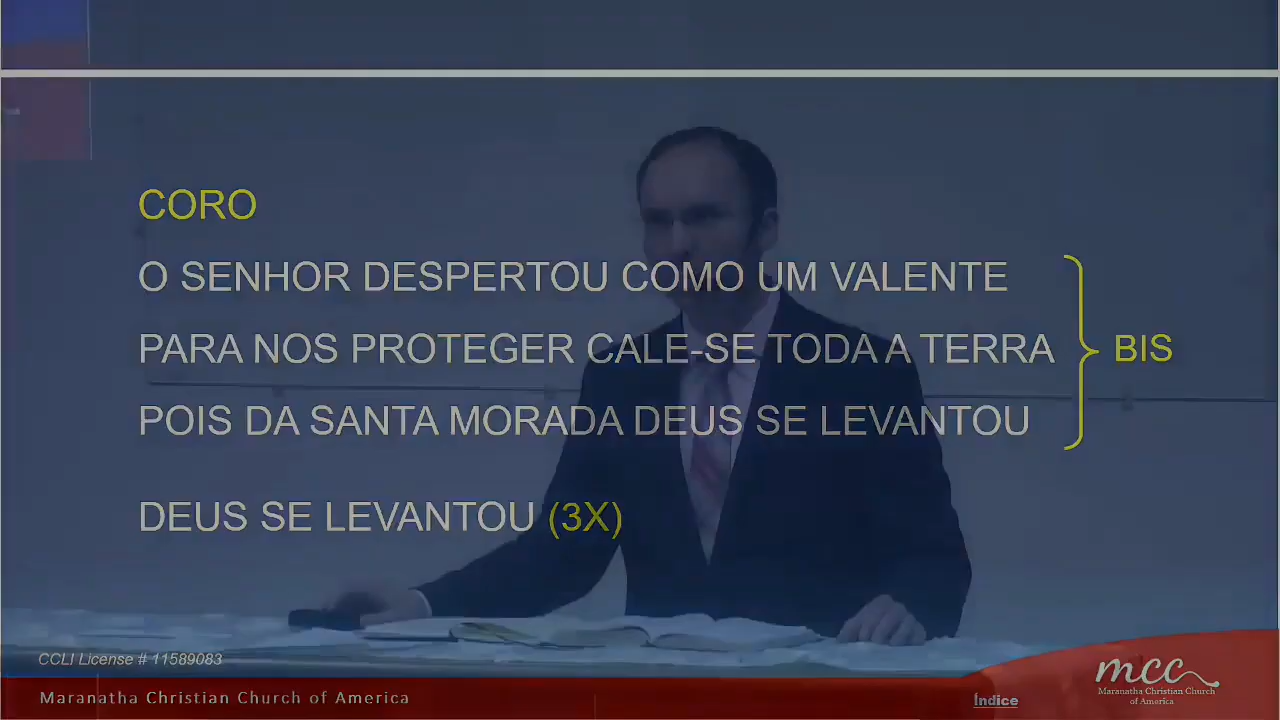 CORO
O SENHOR DESPERTOU COMO UM VALENTE
PARA NOS PROTEGER CALE-SE TODA A TERRA
POIS DA SANTA MORADA DEUS SE LEVANTOU
BIS
DEUS SE LEVANTOU (3X)
CCLI License # 11589083
Maranatha Christian Church of America
Índice
mcc
Maranatha Christian Church
of America